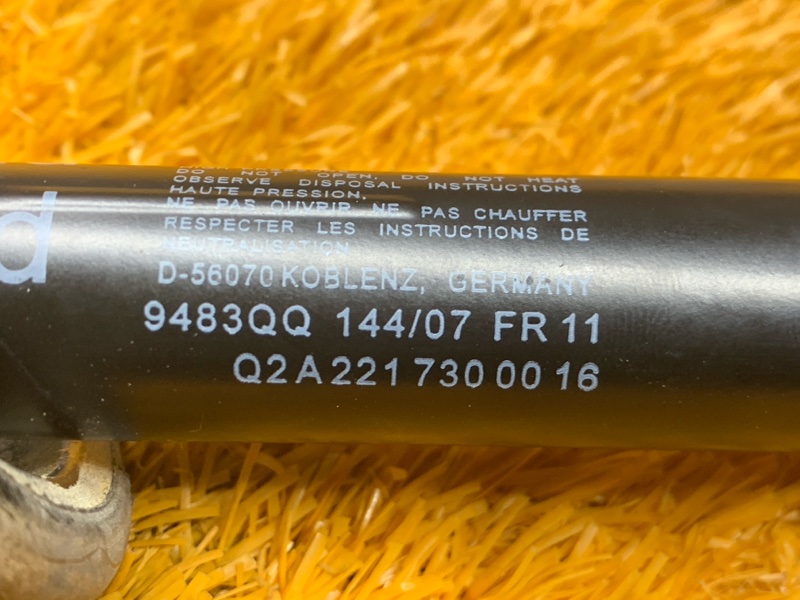 DO NOT OPEN. DO NOT HEAT
OBSERVE DISPOSAL INSTRUCTIONS
HAUTE PRESSION.
NE PAS OUVRIR. NE PAS CHAUFFER
RESPECTER LES INSTRUCTIONS DE
NEUTRALISATION
d
D-56070 KOBLENZ, GERMANY
9483QQ 144/07 FR 11
Q2A 221 730 00 16